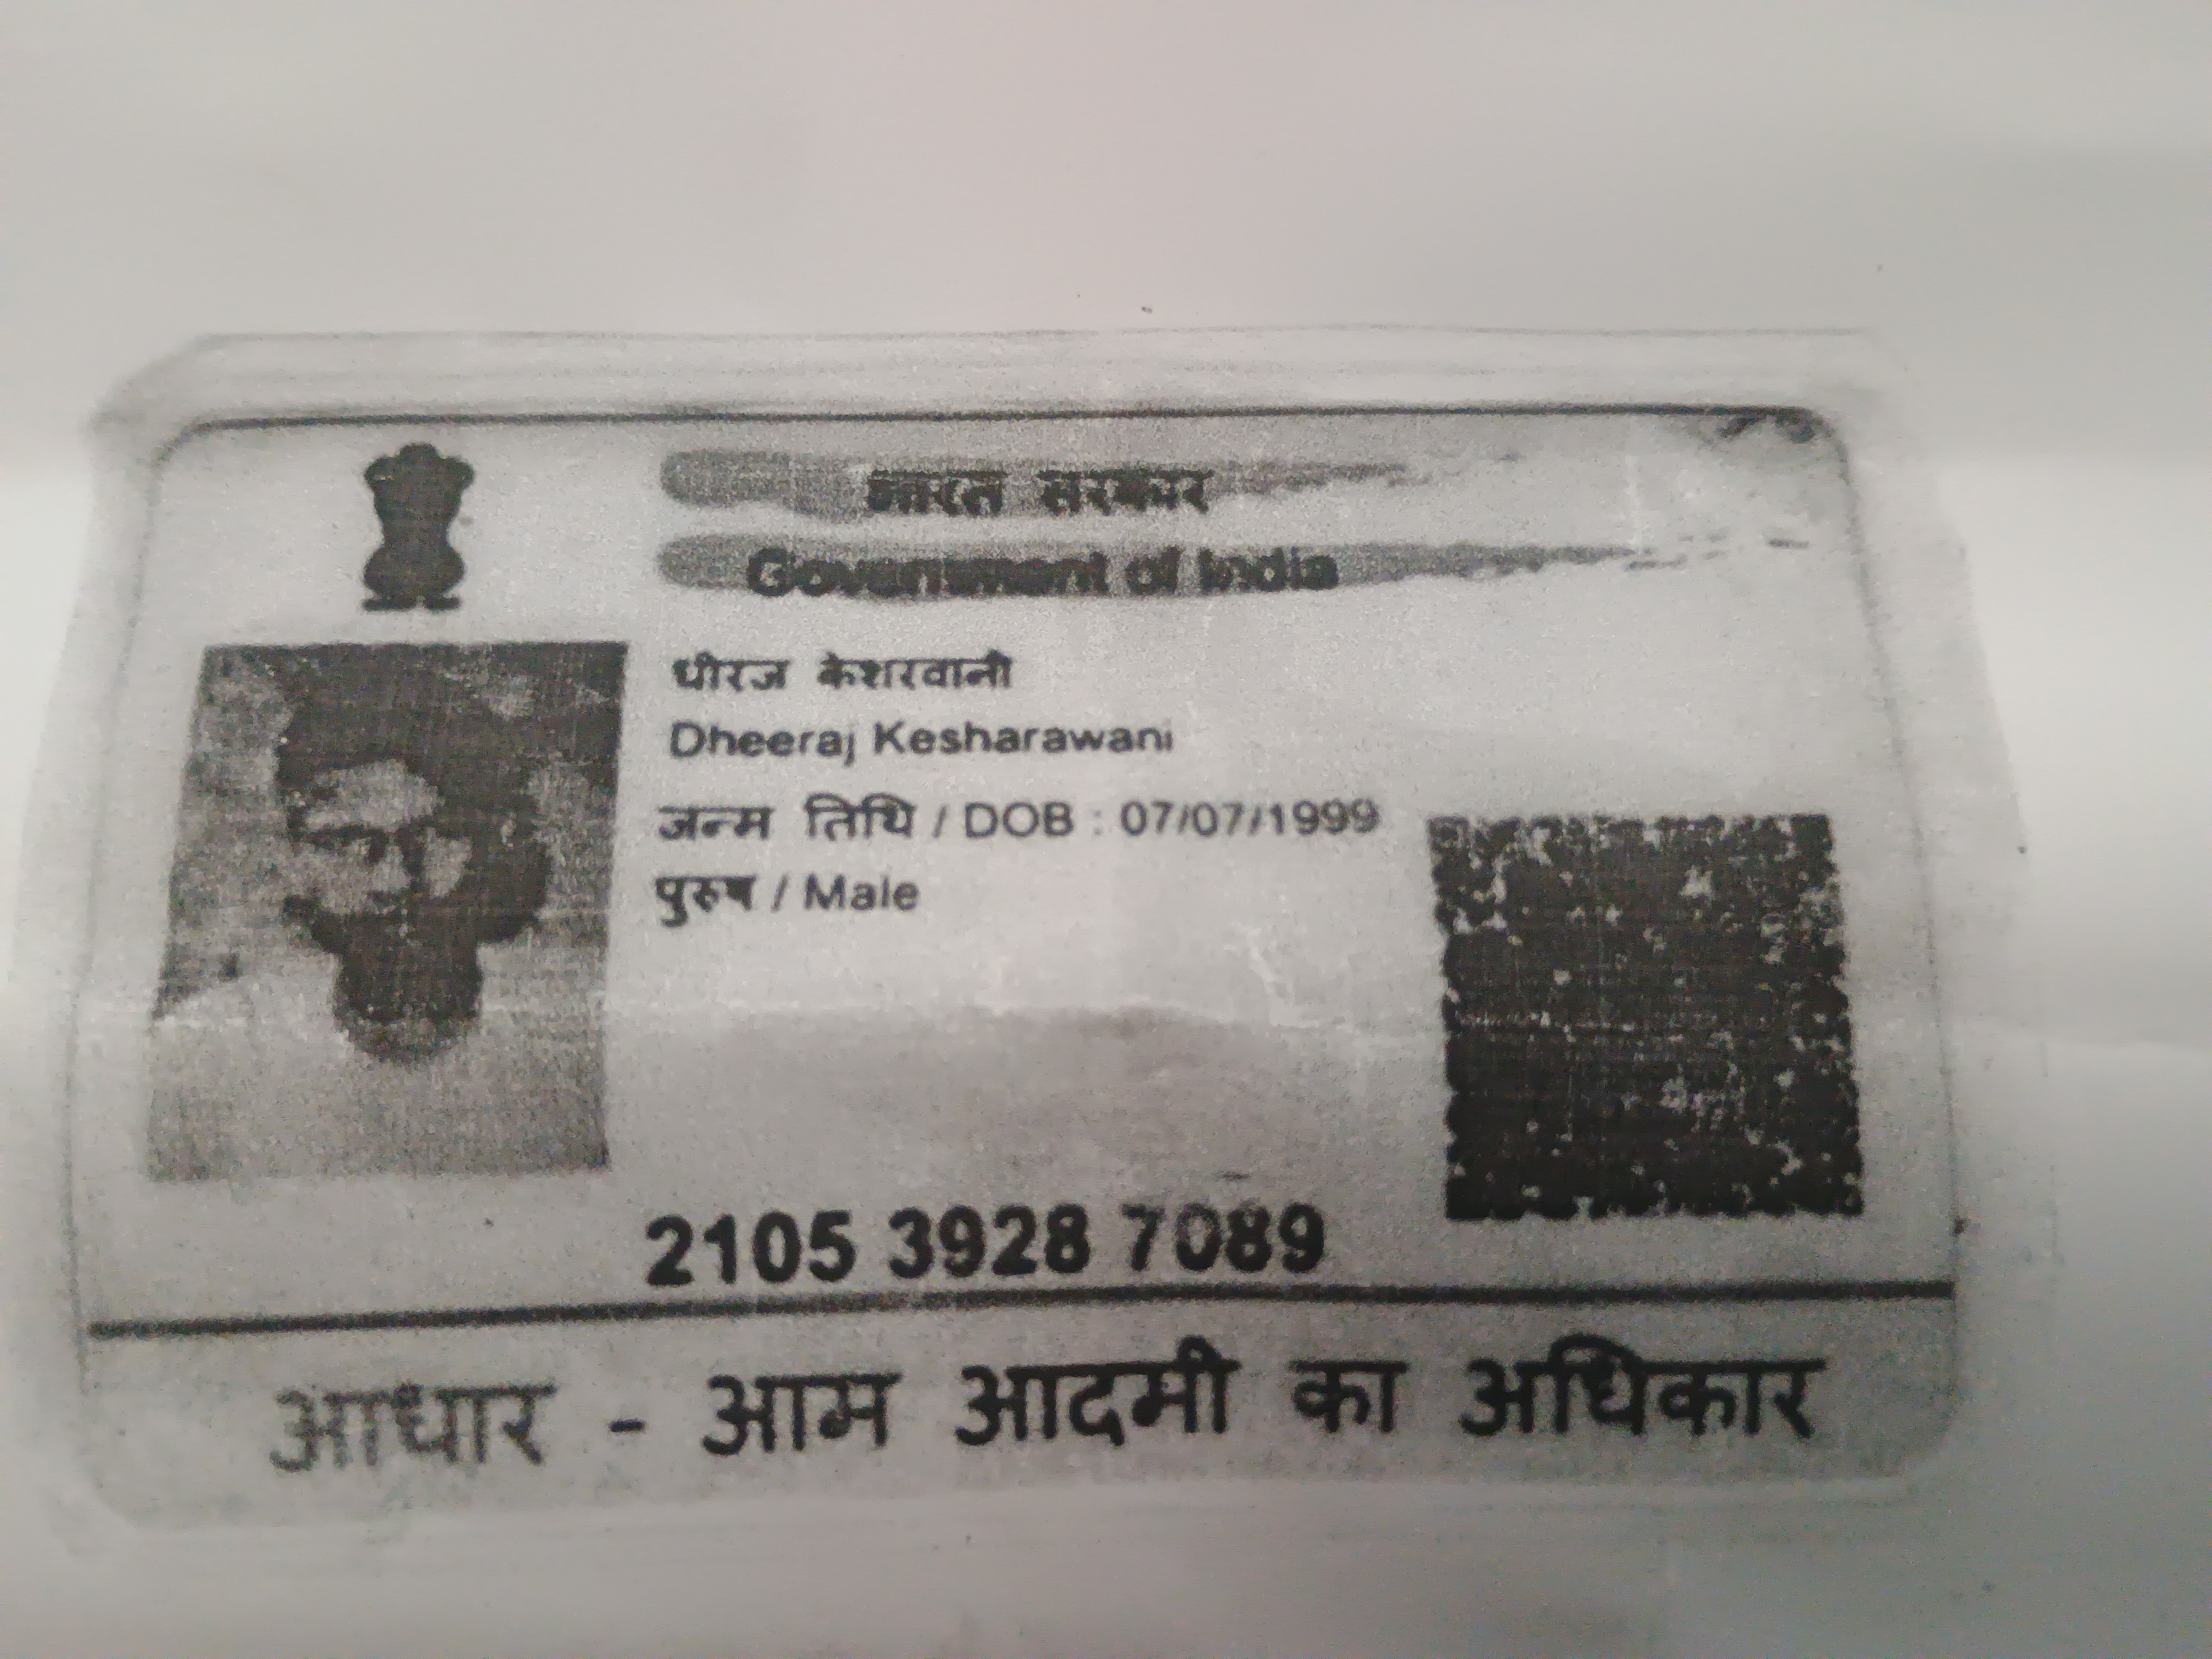 भारत सरकार
Government of India
धीरज केशरवानी
Dheeraj Kesharawani
जन्म तिथि / DOB : 07/07/1999
पुरुष / Male
2105 3928 7089
आधार - आम आदमी का अधिकार